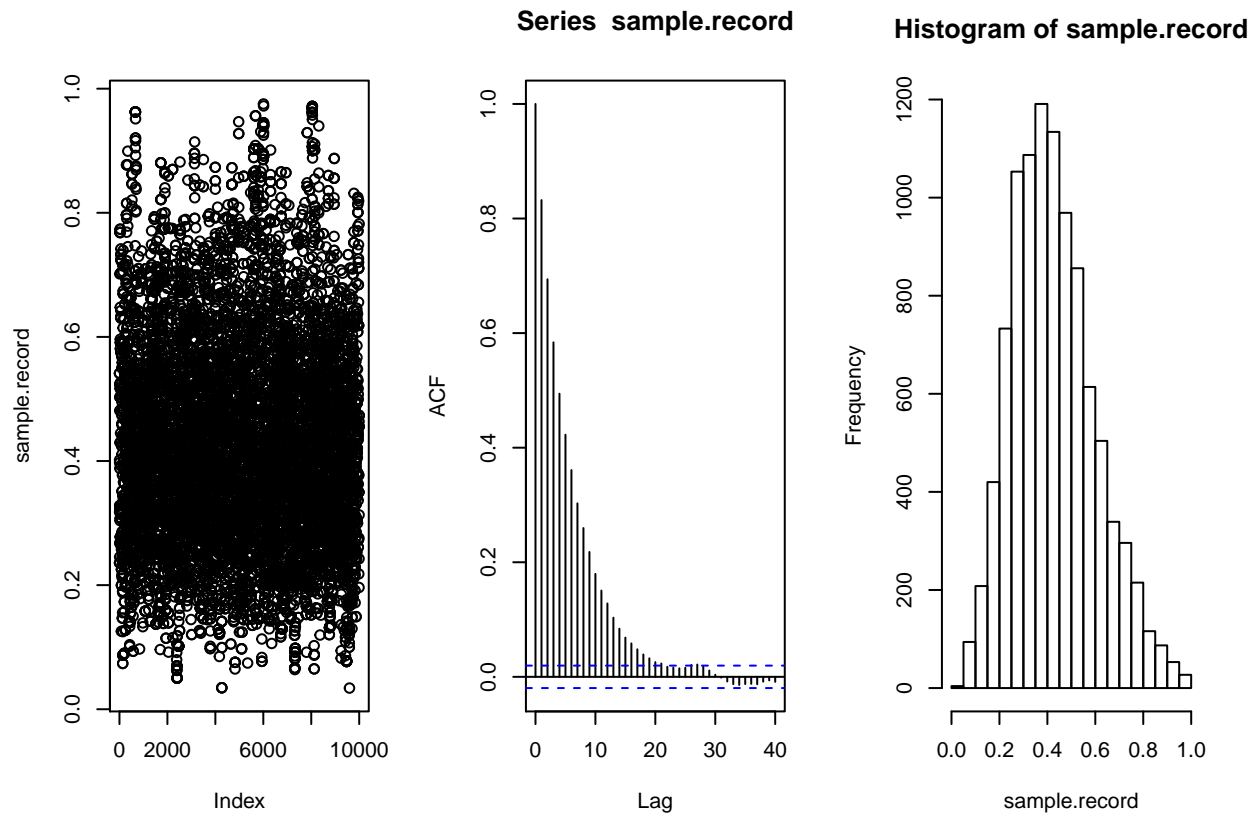 Series  sample.record
Histogram of sample.record
1.0
0.8
0.6
0.4
0.2
0.0
sample.record
0 2000 6000 10000
Index
1.0
0.8
0.6
0.4
0.2
0.0
ACF
0 10 20 30 40
Lag
1200
1000
800
600
400
200
0
Frequency
0.0 0.2 0.4 0.6 0.8 1.0
sample.record